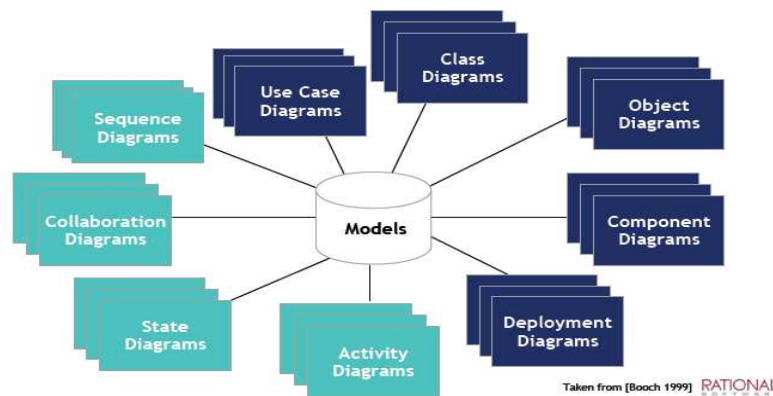 Class
Diagrams
Use Case
Diagrams
Object
Diagrams
Sequence
Diagrams
Collaboration
Diagrams
Models
Component
Diagrams
State
Diagrams
Activity
Diagrams
Deployment
Diagrams
Taken from [Booch 1999]
RATIONAL
SOFTWARE